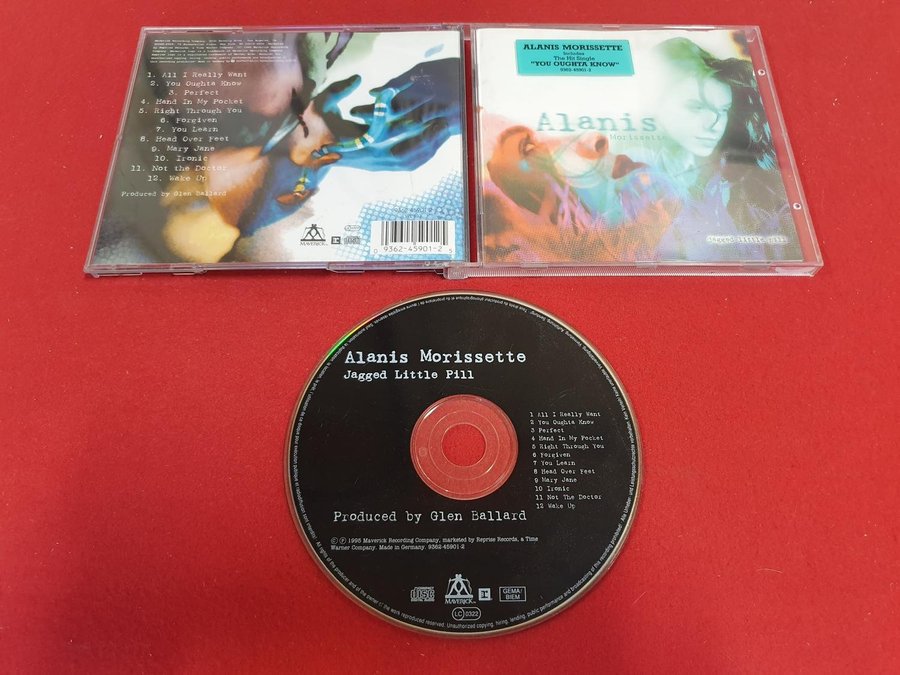 1. All I Really Want
2. You Oughta Know
3. Perfect
4. Hand In My Pocket
5. Right Through You
6. Forgiven
7. You Learn
8. Head Over Feet
9. Mary Jane
10. Ironic
11. Not the Doctor
12. Wake Up
Produced by Glen Ballard
MAVERICK
0 9362-45901-2 5
ALANIS MORISSETTE
Includes
The Hit Single
"YOU OUGHTA KNOW"
9362-45901-2
Alanis
Morissette
jagged little pill
Alanis Morissette
Jagged Little Pill
1 All I Really Want
2 You Oughta Know
3 Perfect
4 Hand In My Pocket
5 Right Through You
6 Forgiven
7 You Learn
8 Head Over Feet
9 Mary Jane
10 Ironic
11 Not The Doctor
12 Wake Up
Produced by Glen Ballard
© ℗ 1995 Maverick Recording Company, marketed by Reprise Records, a Time
Warner Company. Made in Germany. 9362-45901-2
MAVERICK
r
GEMA/
BIEM
LC 0322